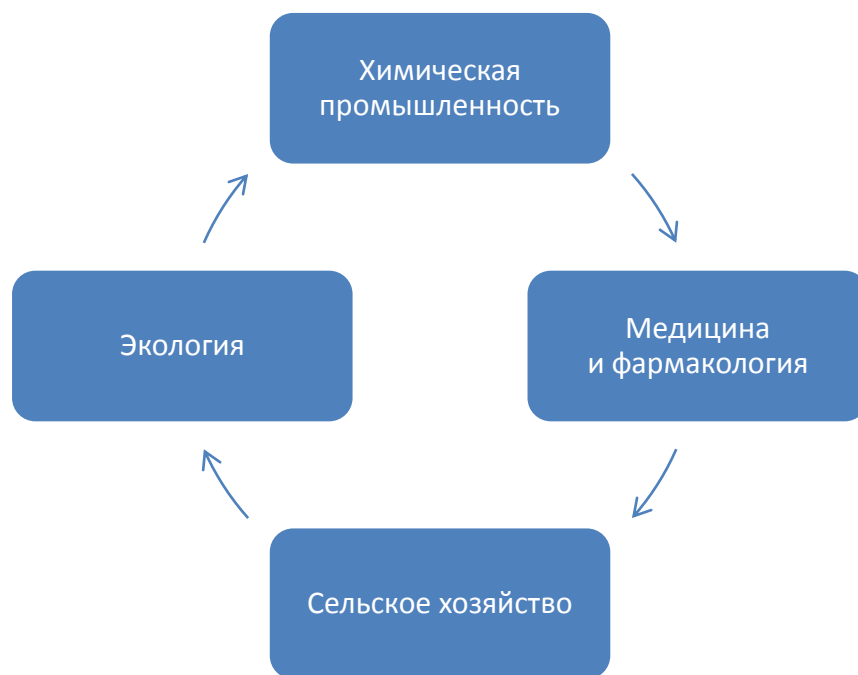 Химическая
промышленность
Экология
Медицина
и фармакология
Сельское хозяйство